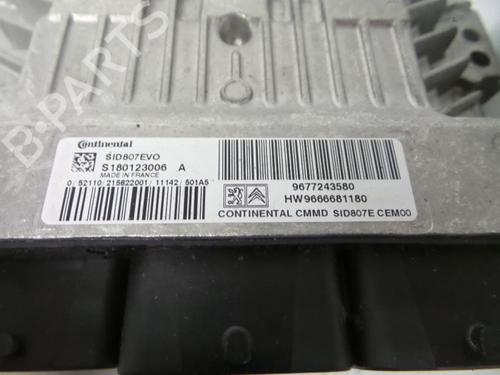 B-PARTS
Continental
SID807EVO
S180123006 A
MADE IN FRANCE
0/52110/215622001/11142/501A5
9677243580
HW9666681180
CONTINENTAL CMMD SID807E CEM00